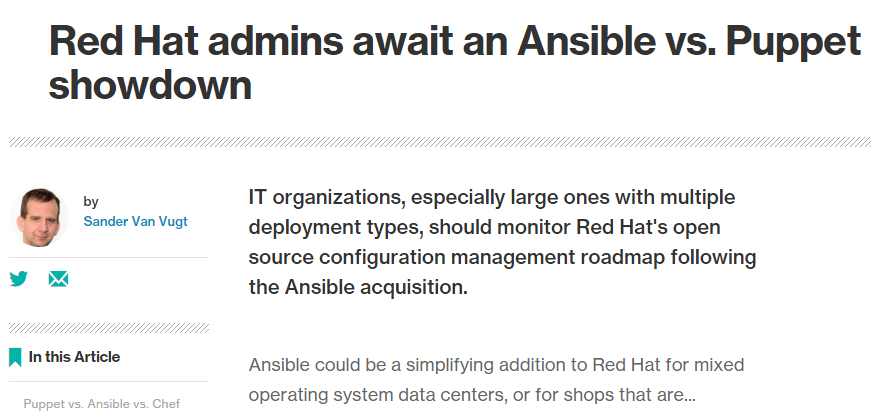 Red Hat admins await an Ansible vs. Puppet
showdown
by
Sander Van Vugt
IT organizations, especially large ones with multiple
deployment types, should monitor Red Hat's open
source configuration management roadmap following
the Ansible acquisition.
In this Article
Puppet vs. Ansible vs. Chef
Ansible could be a simplifying addition to Red Hat for mixed
operating system data centers, or for shops that are...